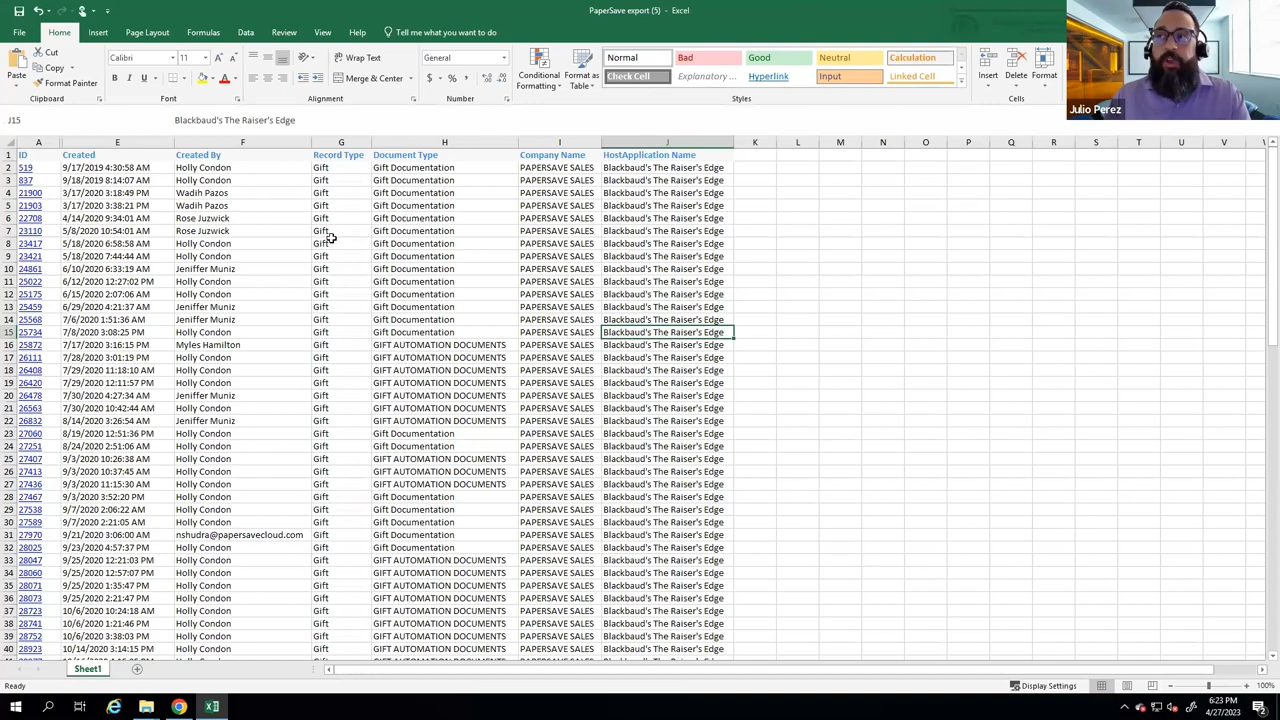 PaperSave export (5) - Excel
File Home Insert Page Layout Formulas Data Review View Help Tell me what you want to do
Paste Cut Copy Format Painter Clipboard
Calibri 11 A A B I U A Font
Wrap Text Merge & Center Alignment
General $ % , Number
Conditional Formatting Format as Table
Normal Bad Good Neutral Calculation
Check Cell Explanatory ... Hyperlink Input Linked Cell
Styles
Insert Delete Format Cells
Julio Perez
J15 Blackbaud's The Raiser's Edge
A E F G H I J K L M N O P Q R S T U V
1 ID Created Created By Record Type Document Type Company Name HostApplication Name
2 519 9/17/2019 4:30:58 AM Holly Condon Gift Gift Documentation PAPERSAVE SALES Blackbaud's The Raiser's Edge
3 837 9/18/2019 8:14:07 AM Holly Condon Gift Gift Documentation PAPERSAVE SALES Blackbaud's The Raiser's Edge
4 21900 3/17/2020 3:18:49 PM Wadih Pazos Gift Gift Documentation PAPERSAVE SALES Blackbaud's The Raiser's Edge
5 21903 3/17/2020 3:38:21 PM Wadih Pazos Gift Gift Documentation PAPERSAVE SALES Blackbaud's The Raiser's Edge
6 22708 4/14/2020 9:34:01 AM Rose Juzwick Gift Gift Documentation PAPERSAVE SALES Blackbaud's The Raiser's Edge
7 23110 5/8/2020 10:54:01 AM Rose Juzwick Gift Gift Documentation PAPERSAVE SALES Blackbaud's The Raiser's Edge
8 23417 5/18/2020 6:58:58 AM Holly Condon Gift Gift Documentation PAPERSAVE SALES Blackbaud's The Raiser's Edge
9 23421 5/18/2020 7:44:44 AM Holly Condon Gift Gift Documentation PAPERSAVE SALES Blackbaud's The Raiser's Edge
10 24861 6/10/2020 6:33:19 AM Jeniffer Muniz Gift Gift Documentation PAPERSAVE SALES Blackbaud's The Raiser's Edge
11 25022 6/12/2020 12:27:02 PM Holly Condon Gift Gift Documentation PAPERSAVE SALES Blackbaud's The Raiser's Edge
12 25175 6/15/2020 2:07:06 AM Holly Condon Gift Gift Documentation PAPERSAVE SALES Blackbaud's The Raiser's Edge
13 25459 6/29/2020 4:21:37 AM Jeniffer Muniz Gift Gift Documentation PAPERSAVE SALES Blackbaud's The Raiser's Edge
14 25568 7/6/2020 1:51:36 AM Jeniffer Muniz Gift Gift Documentation PAPERSAVE SALES Blackbaud's The Raiser's Edge
15 25734 7/8/2020 3:08:25 PM Holly Condon Gift Gift Documentation PAPERSAVE SALES Blackbaud's The Raiser's Edge
16 25872 7/17/2020 3:16:15 PM Myles Hamilton Gift GIFT AUTOMATION DOCUMENTS PAPERSAVE SALES Blackbaud's The Raiser's Edge
17 26111 7/28/2020 3:01:19 PM Holly Condon Gift GIFT AUTOMATION DOCUMENTS PAPERSAVE SALES Blackbaud's The Raiser's Edge
18 26408 7/29/2020 11:18:10 AM Holly Condon Gift GIFT AUTOMATION DOCUMENTS PAPERSAVE SALES Blackbaud's The Raiser's Edge
19 26420 7/29/2020 12:11:57 PM Holly Condon Gift GIFT AUTOMATION DOCUMENTS PAPERSAVE SALES Blackbaud's The Raiser's Edge
20 26478 7/30/2020 4:27:34 AM Jeniffer Muniz Gift GIFT AUTOMATION DOCUMENTS PAPERSAVE SALES Blackbaud's The Raiser's Edge
21 26563 7/30/2020 10:42:44 AM Holly Condon Gift GIFT AUTOMATION DOCUMENTS PAPERSAVE SALES Blackbaud's The Raiser's Edge
22 26832 8/14/2020 3:26:54 AM Jeniffer Muniz Gift GIFT AUTOMATION DOCUMENTS PAPERSAVE SALES Blackbaud's The Raiser's Edge
23 27060 8/19/2020 12:51:36 PM Holly Condon Gift Gift Documentation PAPERSAVE SALES Blackbaud's The Raiser's Edge
24 27251 8/24/2020 2:51:06 AM Holly Condon Gift Gift Documentation PAPERSAVE SALES Blackbaud's The Raiser's Edge
25 27407 9/3/2020 10:26:38 AM Holly Condon Gift GIFT AUTOMATION DOCUMENTS PAPERSAVE SALES Blackbaud's The Raiser's Edge
26 27413 9/3/2020 10:37:45 AM Holly Condon Gift GIFT AUTOMATION DOCUMENTS PAPERSAVE SALES Blackbaud's The Raiser's Edge
27 27436 9/3/2020 11:15:30 AM Holly Condon Gift GIFT AUTOMATION DOCUMENTS PAPERSAVE SALES Blackbaud's The Raiser's Edge
28 27467 9/3/2020 3:52:20 PM Holly Condon Gift Gift Documentation PAPERSAVE SALES Blackbaud's The Raiser's Edge
29 27538 9/7/2020 2:06:22 AM Holly Condon Gift Gift Documentation PAPERSAVE SALES Blackbaud's The Raiser's Edge
30 27589 9/7/2020 2:21:05 AM Holly Condon Gift Gift Documentation PAPERSAVE SALES Blackbaud's The Raiser's Edge
31 27970 9/21/2020 3:06:00 AM nshudra@papersavecloud.com Gift Gift Documentation PAPERSAVE SALES Blackbaud's The Raiser's Edge
32 28025 9/23/2020 4:57:37 PM Holly Condon Gift Gift Documentation PAPERSAVE SALES Blackbaud's The Raiser's Edge
33 28047 9/25/2020 12:21:03 PM Holly Condon Gift GIFT AUTOMATION DOCUMENTS PAPERSAVE SALES Blackbaud's The Raiser's Edge
34 28060 9/25/2020 12:57:07 PM Holly Condon Gift GIFT AUTOMATION DOCUMENTS PAPERSAVE SALES Blackbaud's The Raiser's Edge
35 28071 9/25/2020 1:35:47 PM Holly Condon Gift GIFT AUTOMATION DOCUMENTS PAPERSAVE SALES Blackbaud's The Raiser's Edge
36 28073 9/25/2020 2:21:47 PM Holly Condon Gift GIFT AUTOMATION DOCUMENTS PAPERSAVE SALES Blackbaud's The Raiser's Edge
37 28723 10/6/2020 10:24:18 AM Holly Condon Gift GIFT AUTOMATION DOCUMENTS PAPERSAVE SALES Blackbaud's The Raiser's Edge
38 28741 10/6/2020 1:21:46 PM Holly Condon Gift GIFT AUTOMATION DOCUMENTS PAPERSAVE SALES Blackbaud's The Raiser's Edge
39 28752 10/6/2020 3:38:03 PM Holly Condon Gift GIFT AUTOMATION DOCUMENTS PAPERSAVE SALES Blackbaud's The Raiser's Edge
40 28923 10/14/2020 3:14:15 PM Holly Condon Gift GIFT AUTOMATION DOCUMENTS PAPERSAVE SALES Blackbaud's The Raiser's Edge
Sheet1
Ready Display Settings 100%
6:23 PM
4/27/2023